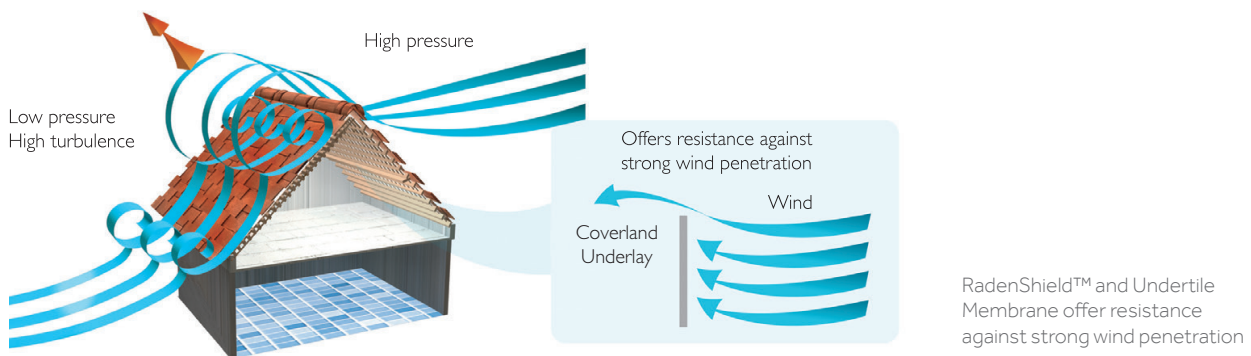 High pressure
Low pressure
High turbulence
Offers resistance against
strong wind penetration
Wind
Coverland
Underlay
RadenShield™ and Undertile
Membrane offer resistance
against strong wind penetration